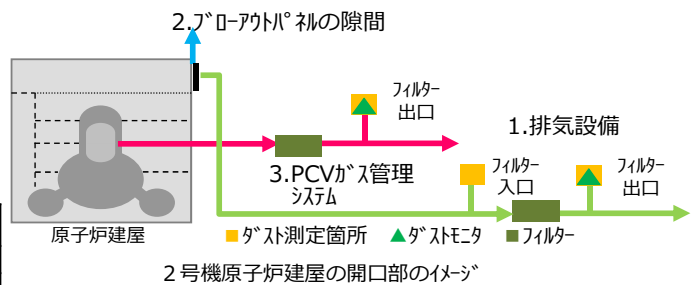 2.ﾌﾞﾛｰｱｳﾄﾊﾟﾈﾙの隙間
ﾌｨﾙﾀｰ
出口
1.排気設備
3.PCVｶﾞｽ管理
ｼｽﾃﾑ
ﾌｨﾙﾀｰ
入口
ﾌｨﾙﾀｰ
出口
原子炉建屋
■ﾀﾞｽﾄ測定箇所 ▲ﾀﾞｽﾄﾓﾆﾀ ■ﾌｨﾙﾀｰ
2号機原子炉建屋の開口部のｲﾒｰｼﾞ